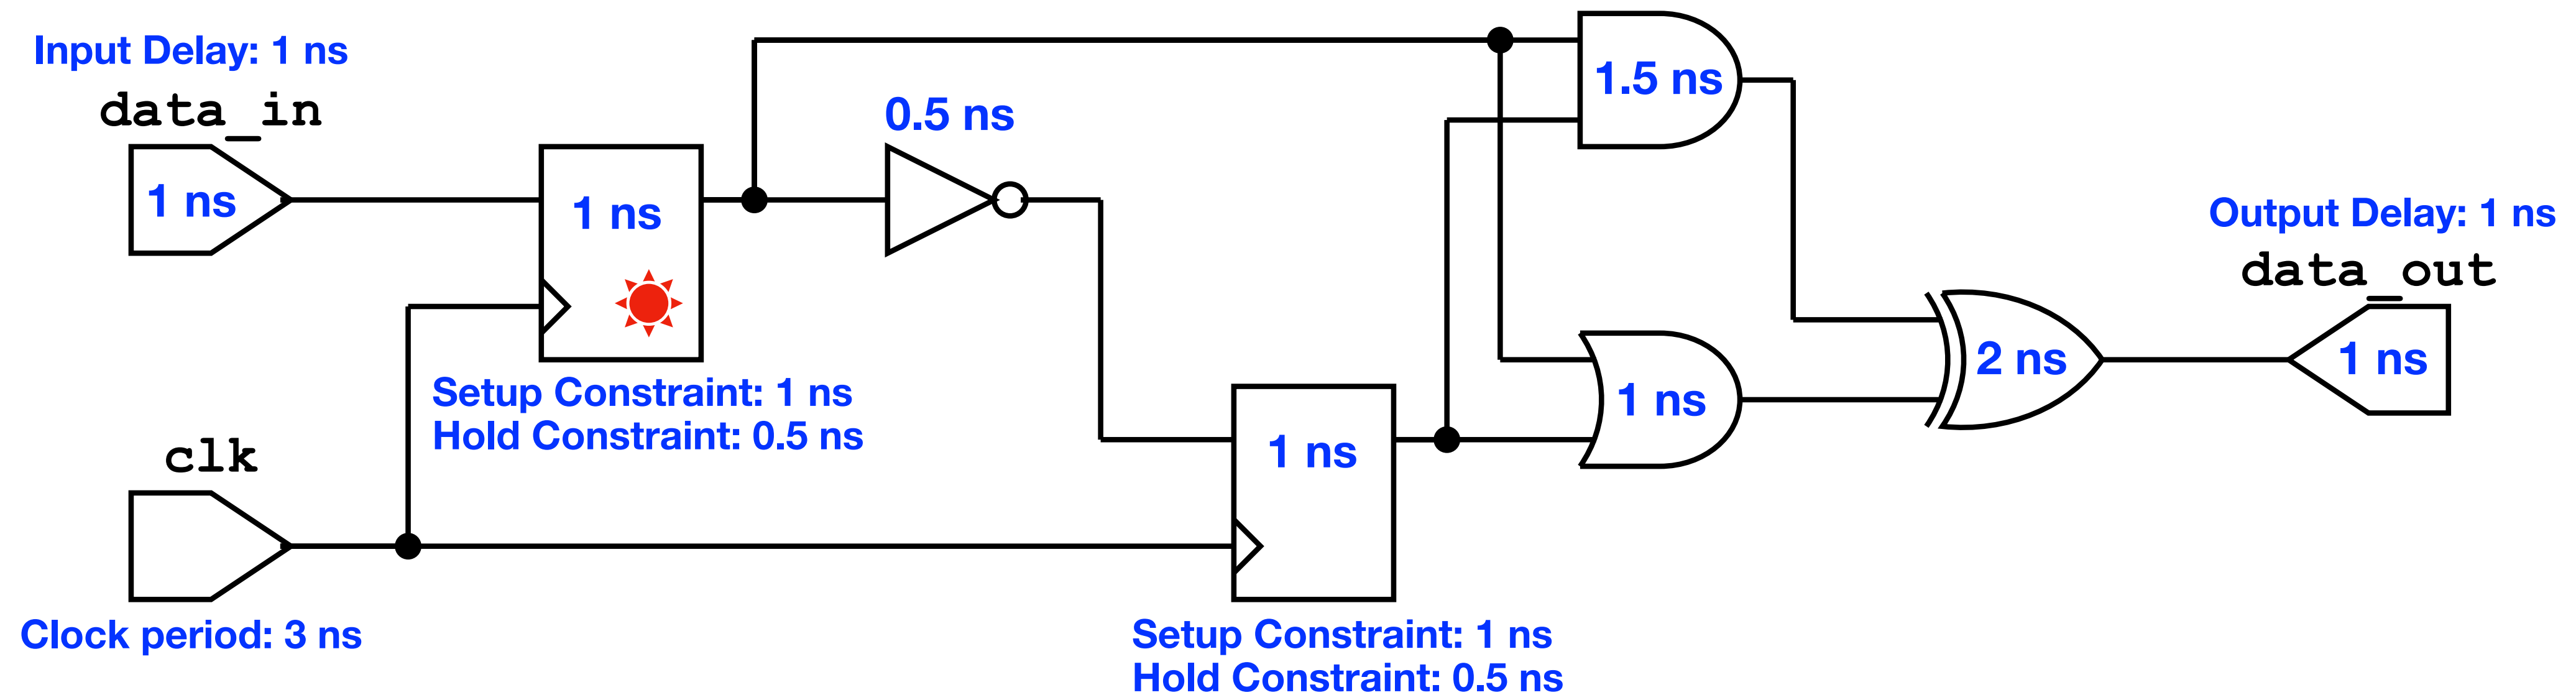 Input Delay: 1 ns
data_in
1 ns
1 ns
Setup Constraint: 1 ns
Hold Constraint: 0.5 ns
clk
Clock period: 3 ns
0.5 ns
1 ns
Setup Constraint: 1 ns
Hold Constraint: 0.5 ns
1.5 ns
1 ns
2 ns
Output Delay: 1 ns
data_out
1 ns